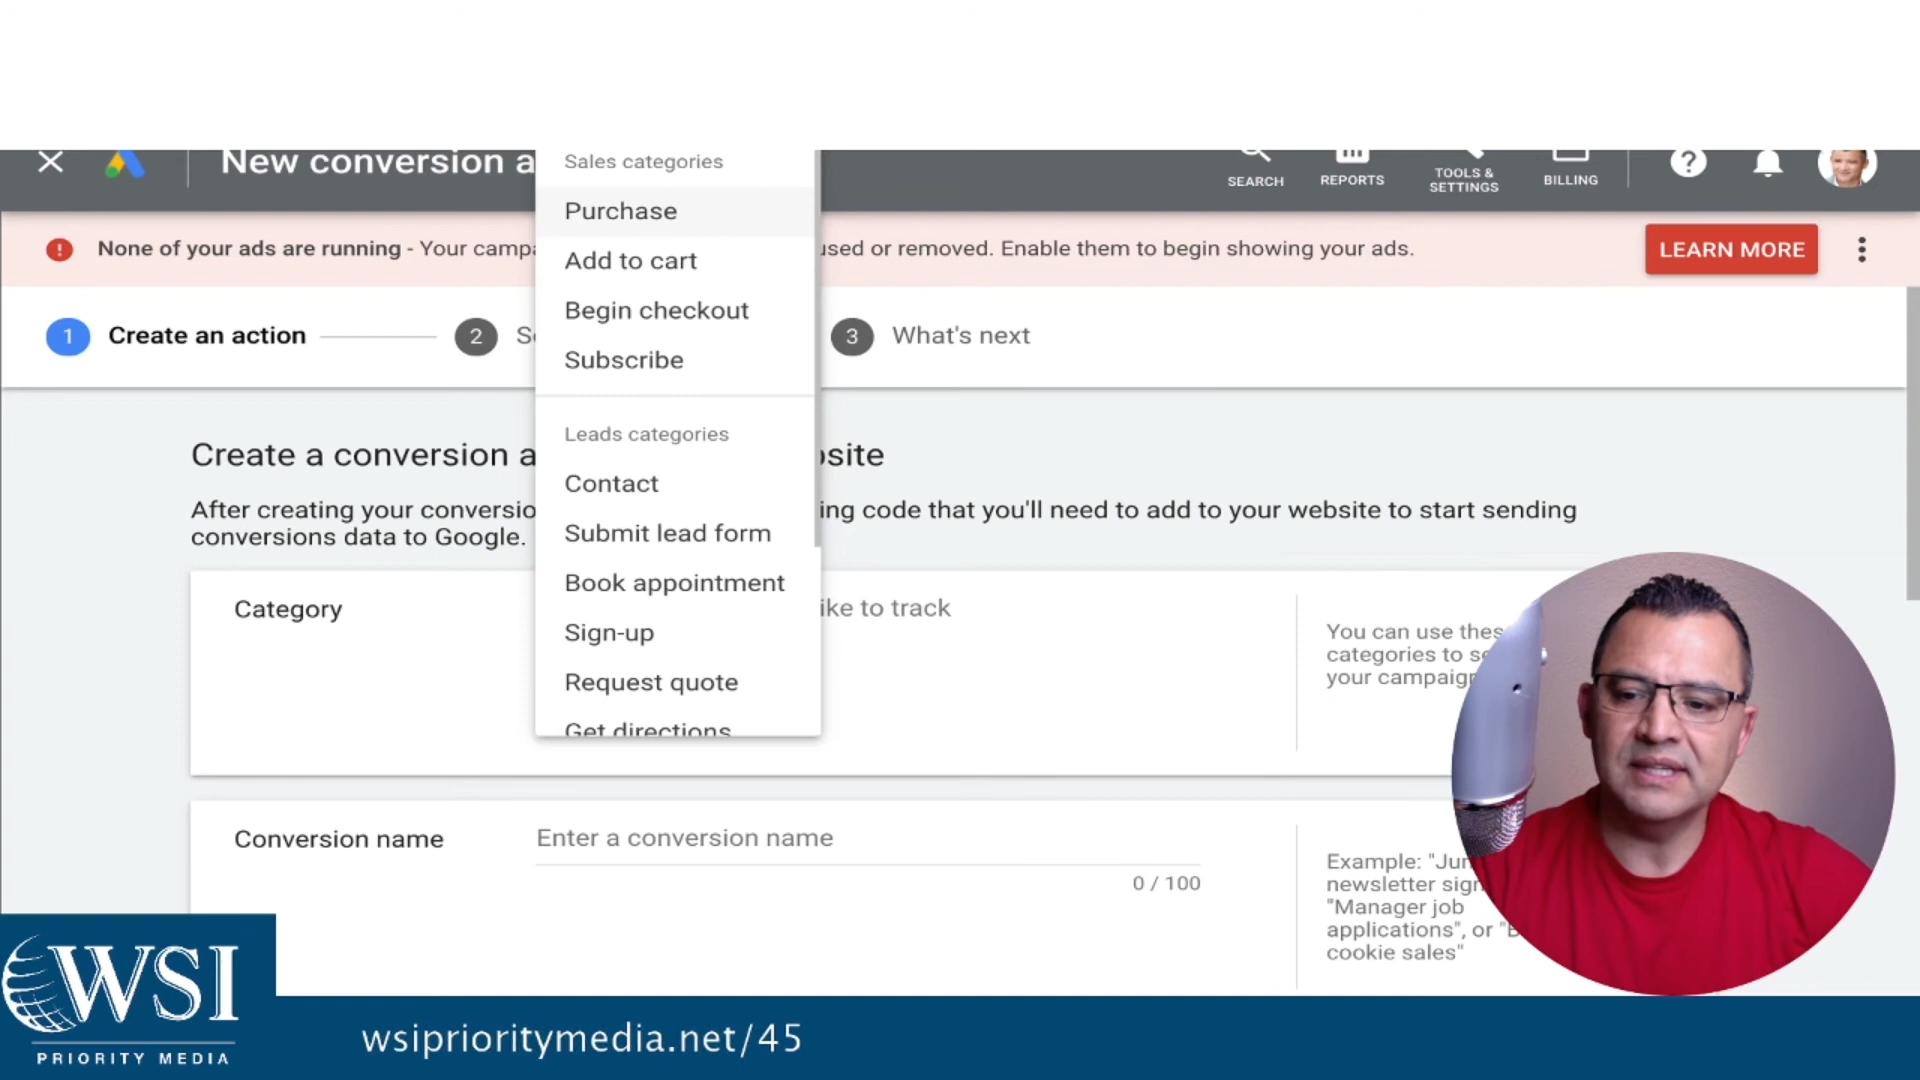 New conversion a
SEARCH
REPORTS
TOOLS &
SETTINGS
BILLING
Sales categories
Purchase
Add to cart
Begin checkout
Subscribe
Leads categories
Contact
Submit lead form
Book appointment
Sign-up
Request quote
Get directions
None of your ads are running - Your campa
used or removed. Enable them to begin showing your ads.
LEARN MORE
1 Create an action
2 Se
3 What's next
Create a conversion a
bsite
After creating your conversio
ing code that you'll need to add to your website to start sending
conversions data to Google.
Category
ike to track
You can use thes
categories to se
your campaign
Conversion name
Enter a conversion name
0 / 100
Example: "Jun
newsletter sign
"Manager job
applications", or "B
cookie sales"
WSI
PRIORITY MEDIA
wsiprioritymedia.net/45